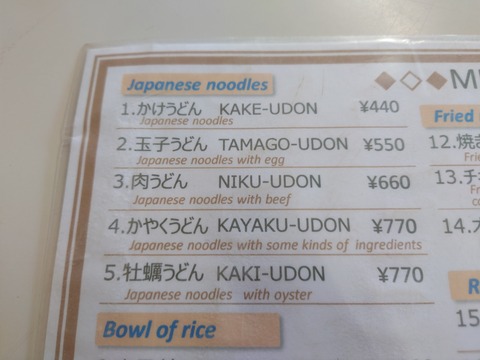 Japanese noodles
1.かけうどん KAKE-UDON ¥440
Japanese noodles
2.玉子うどん TAMAGO-UDON ¥550
Japanese noodles with egg
3.肉うどん NIKU-UDON ¥660
Japanese noodles with beef
4.かやくうどん KAYAKU-UDON ¥770
Japanese noodles with some kinds of ingredients
5.牡蠣うどん KAKI-UDON ¥770
Japanese noodles with oyster
Bowl of rice
Fried
12.焼き
13.チキ
14.
15